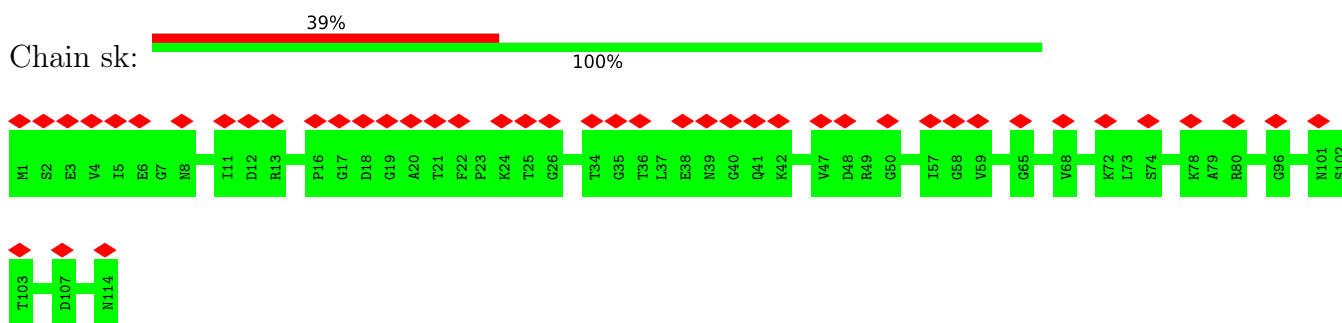 39%
Chain sk:
100%
M1 S2 E3 V4 I5 E6 G7 N8 I11 D12 R13 P16 G17 D18 G19 A20 T21 F22 P23 K24 T25 G26 T34 G35 T36 L37 E38 N39 G40 Q41 K42 V47 D48 R49 G50 I57 G58 V59 G65 V68 K72 L73 S74 K78 A79 R80 G96 N101 S102
T103 D107 N114